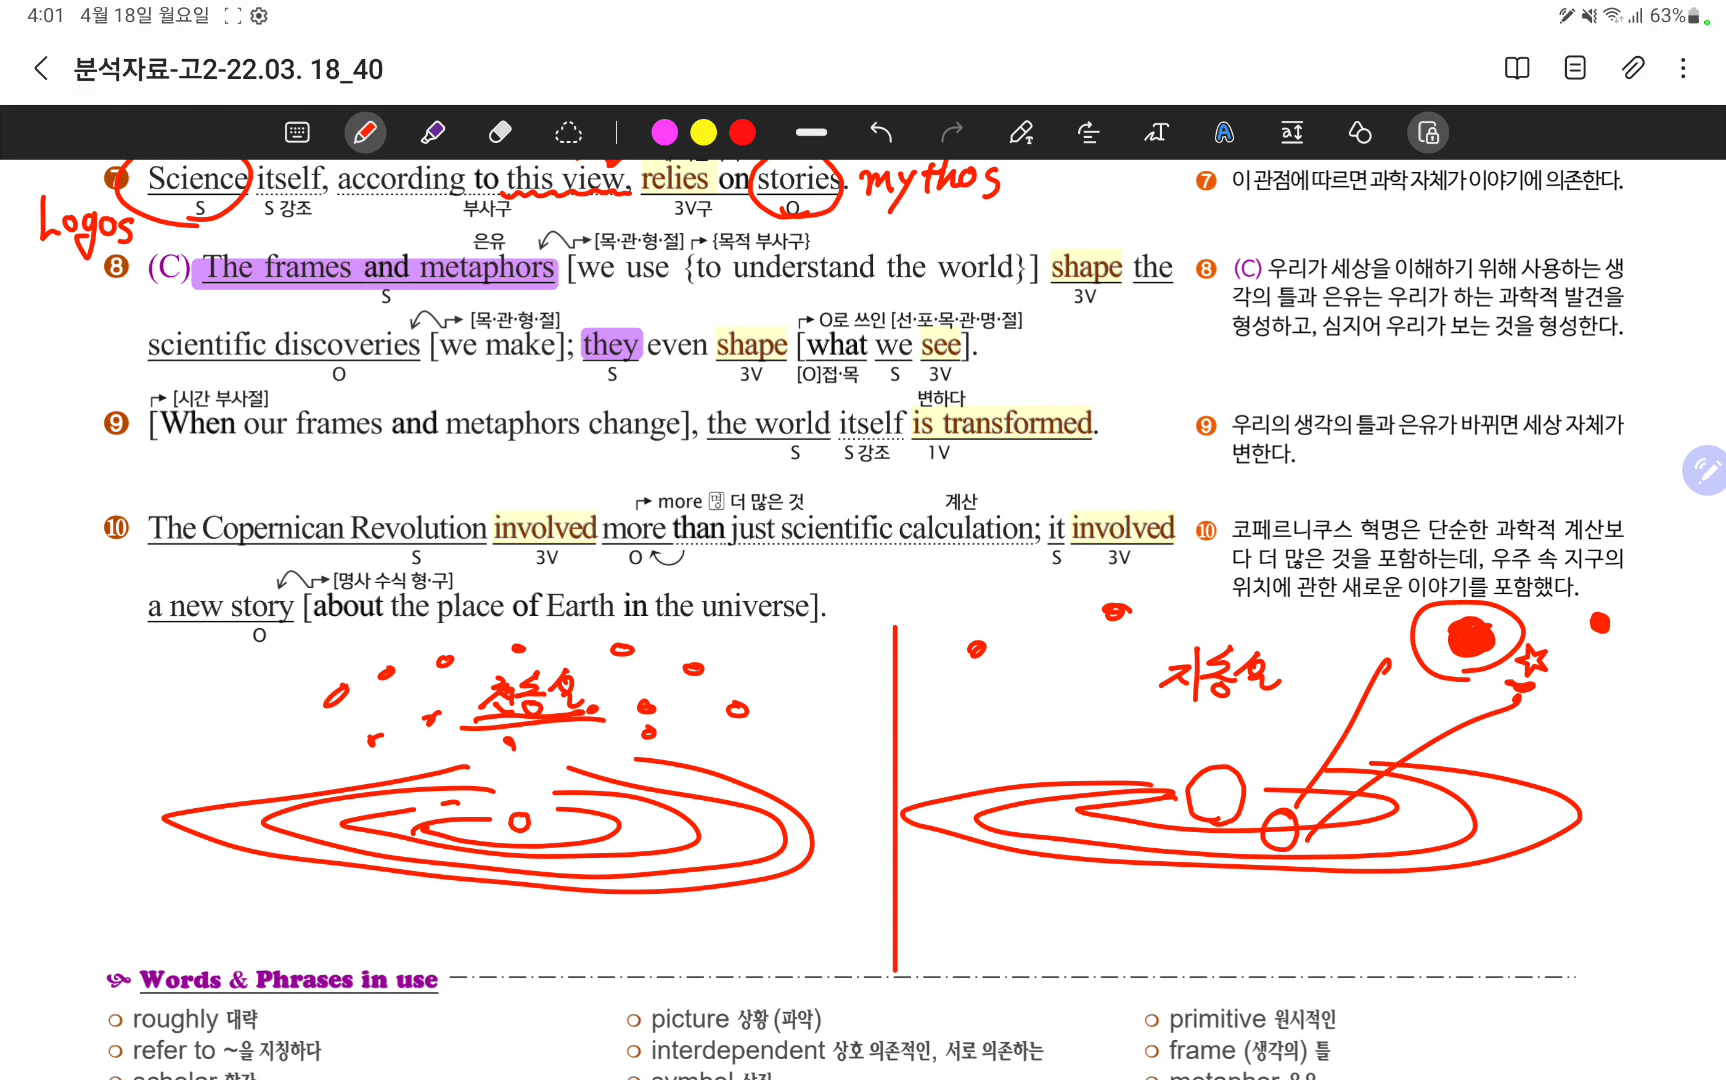 4:01 4월 18일 월요일
63%
분석자료-고2-22.03. 18_40
❼ Science itself, according to this view, relies on stories. mythos
S S 강조 부사구 3V구 O
Logos
❼ 이 관점에 따르면 과학 자체가 이야기에 의존한다.
은유 [목·관·형·절] {목적 부사구}
❽ (C) The frames and metaphors [we use {to understand the world}] shape the
S 3V
[목·관·형·절] O로 쓰인 [선·포·목·관·명·절]
scientific discoveries [we make]; they even shape [what we see].
O S 3V [O]접·목 S 3V
❽ (C) 우리가 세상을 이해하기 위해 사용하는 생
각의 틀과 은유는 우리가 하는 과학적 발견을
형성하고, 심지어 우리가 보는 것을 형성한다.
[시간 부사절] 변하다
❾ [When our frames and metaphors change], the world itself is transformed.
S S 강조 1V
❾ 우리의 생각의 틀과 은유가 바뀌면 세상 자체가
변한다.
more 명 더 많은 것 계산
❿ The Copernican Revolution involved more than just scientific calculation; it involved
S 3V O S 3V
[명사 수식 형·구]
a new story [about the place of Earth in the universe].
O
❿ 코페르니쿠스 혁명은 단순한 과학적 계산보
다 더 많은 것을 포함하는데, 우주 속 지구의
위치에 관한 새로운 이야기를 포함했다.
천동설
지동설
Words & Phrases in use
roughly 대략
picture 상황 (파악)
primitive 원시적인
refer to ~을 지칭하다
interdependent 상호 의존적인, 서로 의존하는
frame (생각의) 틀